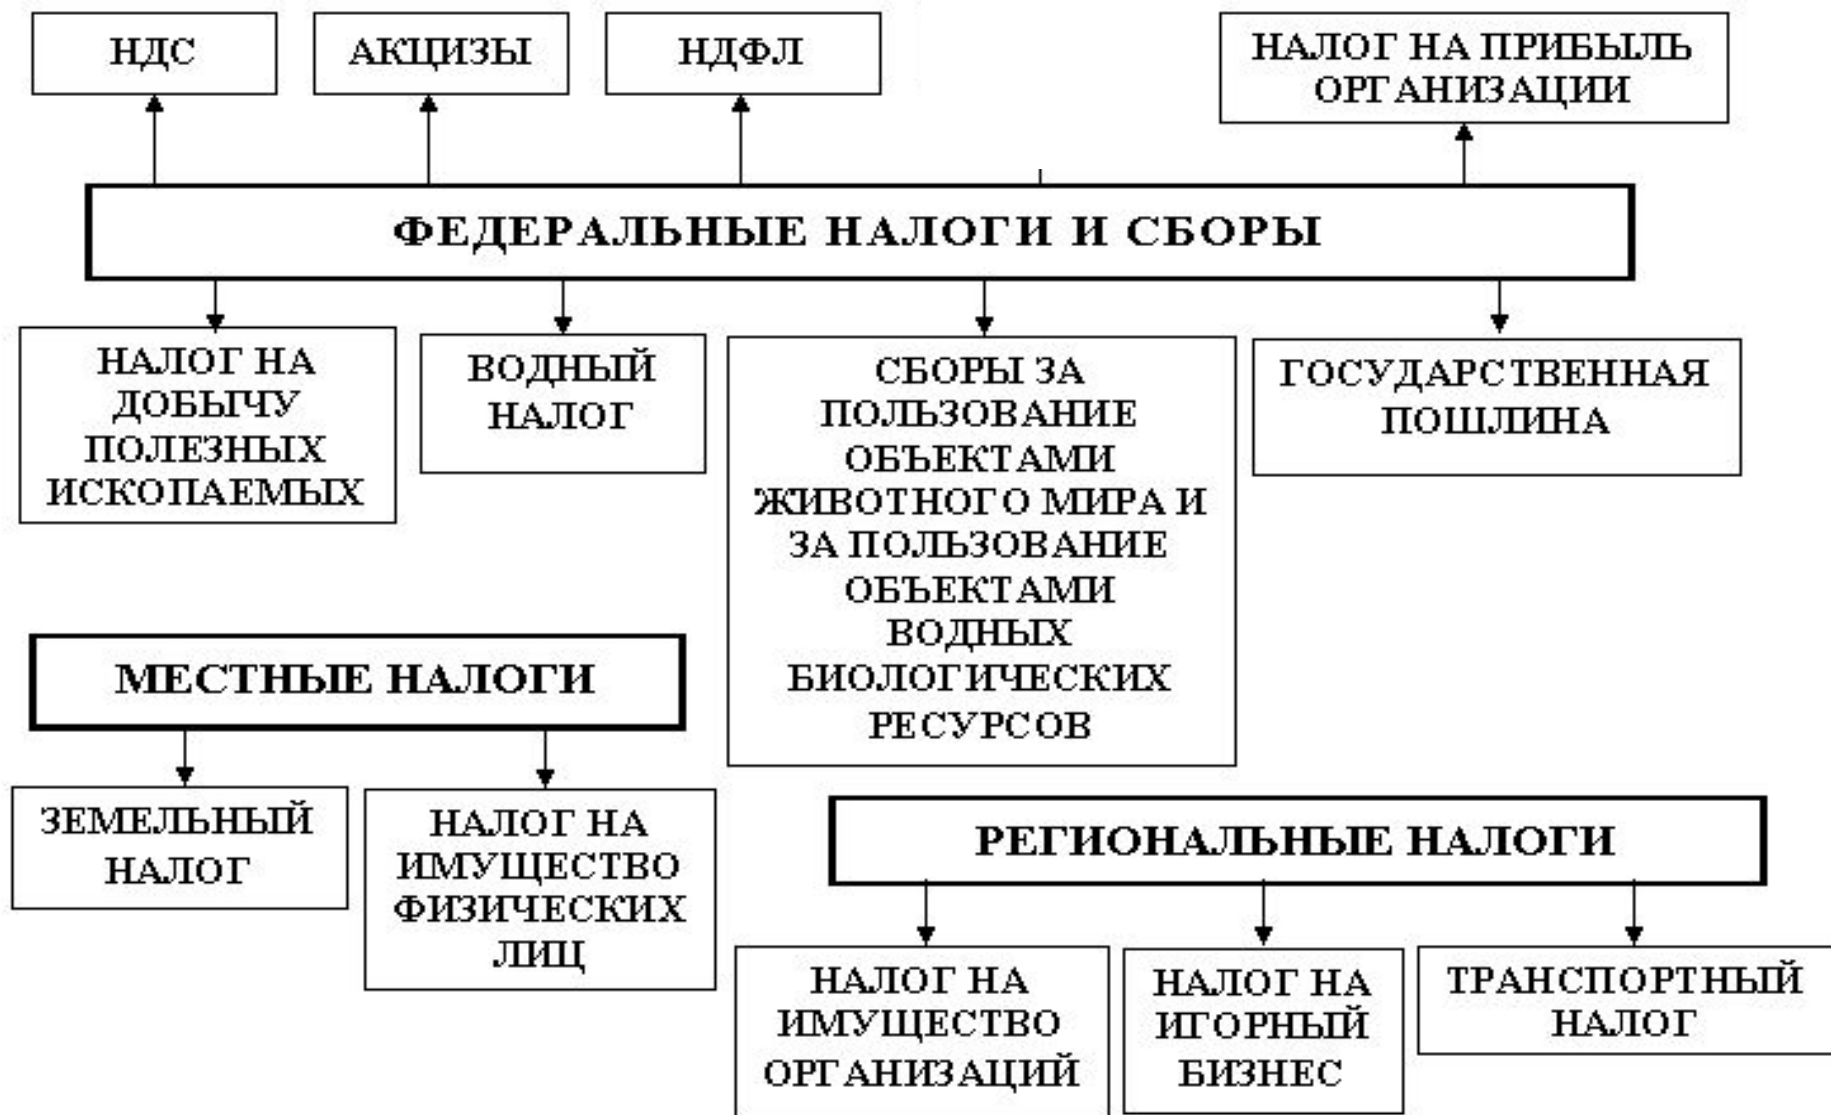 НДС
АКЦИЗЫ
НДФЛ
НАЛОГ НА ПРИБЫЛЬ
ОРГАНИЗАЦИИ
ФЕДЕРАЛЬНЫЕ НАЛОГИ И СБОРЫ
НАЛОГ НА
ДОБЫЧУ
ПОЛЕЗНЫХ
ИСКОПАЕМЫХ
ВОДНЫЙ
НАЛОГ
СБОРЫ ЗА
ПОЛЬЗОВАНИЕ
ОБЪЕКТАМИ
ЖИВОТНОГО МИРА И
ЗА ПОЛЬЗОВАНИЕ
ОБЪЕКТАМИ
ВОДНЫХ
БИОЛОГИЧЕСКИХ
РЕСУРСОВ
ГОСУДАРСТВЕННАЯ
ПОШЛИНА
МЕСТНЫЕ НАЛОГИ
ЗЕМЕЛЬНЫЙ
НАЛОГ
НАЛОГ НА
ИМУЩЕСТВО
ФИЗИЧЕСКИХ
ЛИЦ
РЕГИОНАЛЬНЫЕ НАЛОГИ
НАЛОГ НА
ИМУЩЕСТВО
ОРГАНИЗАЦИЙ
НАЛОГ НА
ИГОРНЫЙ
БИЗНЕС
ТРАНСПОРТНЫЙ
НАЛОГ